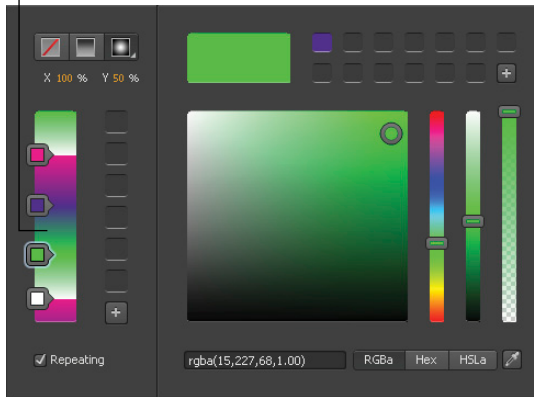 X 100 % Y 50 %
Repeating
rgba(15,227,68,1.00)
RGBa Hex HSLa